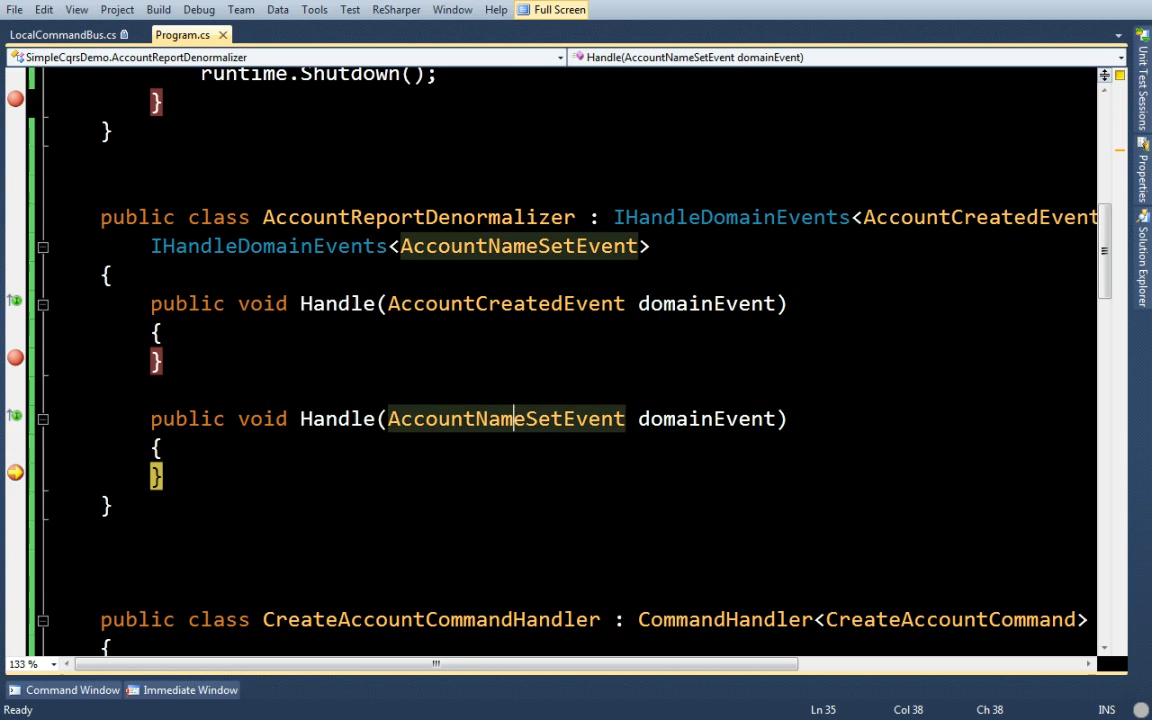 File Edit View Project Build Debug Team Data Tools Test ReSharper Window Help Full Screen
LocalCommandBus.cs Program.cs
SimpleCqrsDemo.AccountReportDenormalizer Handle(AccountNameSetEvent domainEvent)
runtime.Shutdown();
}
}
public class AccountReportDenormalizer : IHandleDomainEvents<AccountCreatedEvent
IHandleDomainEvents<AccountNameSetEvent>
{
public void Handle(AccountCreatedEvent domainEvent)
{
}
public void Handle(AccountNameSetEvent domainEvent)
{
}
}
public class CreateAccountCommandHandler : CommandHandler<CreateAccountCommand>
{
133 %
Command Window Immediate Window
Ready Ln 35 Col 38 Ch 38 INS
Unit Test Sessions
Properties
Solution Explorer